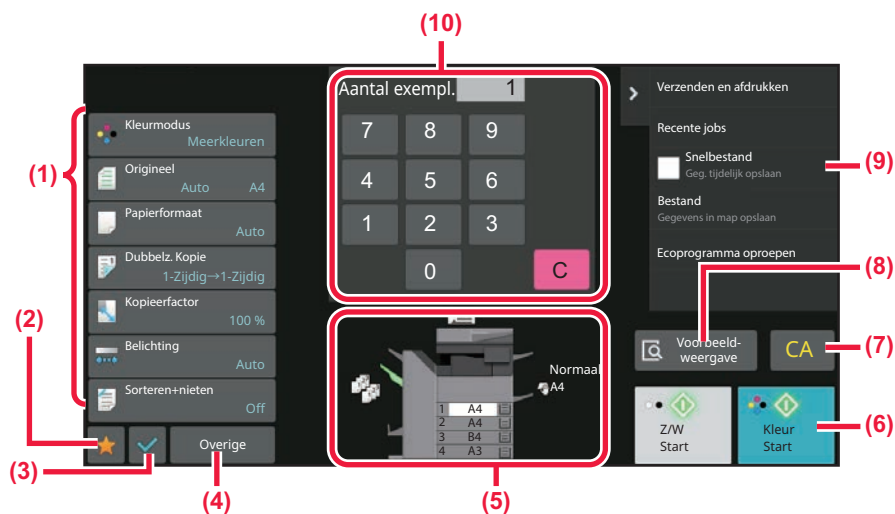 (10)
Aantal exempl. 1
7 8 9
4 5 6
1 2 3
0 C
(1)
Kleurmodus
Meerkleuren
Origineel
Auto A4
Papierformaat
Auto
Dubbelz. Kopie
1-Zijdig→1-Zijdig
Kopieerfactor
100 %
Belichting
Auto
Sorteren+nieten
Off
(2)
(3)
Overige
(4)
Normaal
A4
1 A4
2 A4
3 B4
4 A3
(5)
Verzenden en afdrukken
Recente jobs
Snelbestand
Geg. tijdelijk opslaan
(9)
Bestand
Gegevens in map opslaan
Ecoprogramma oproepen
(8)
Voorbeeld-
weergave
CA
(7)
Z/W
Start
Kleur
Start
(6)